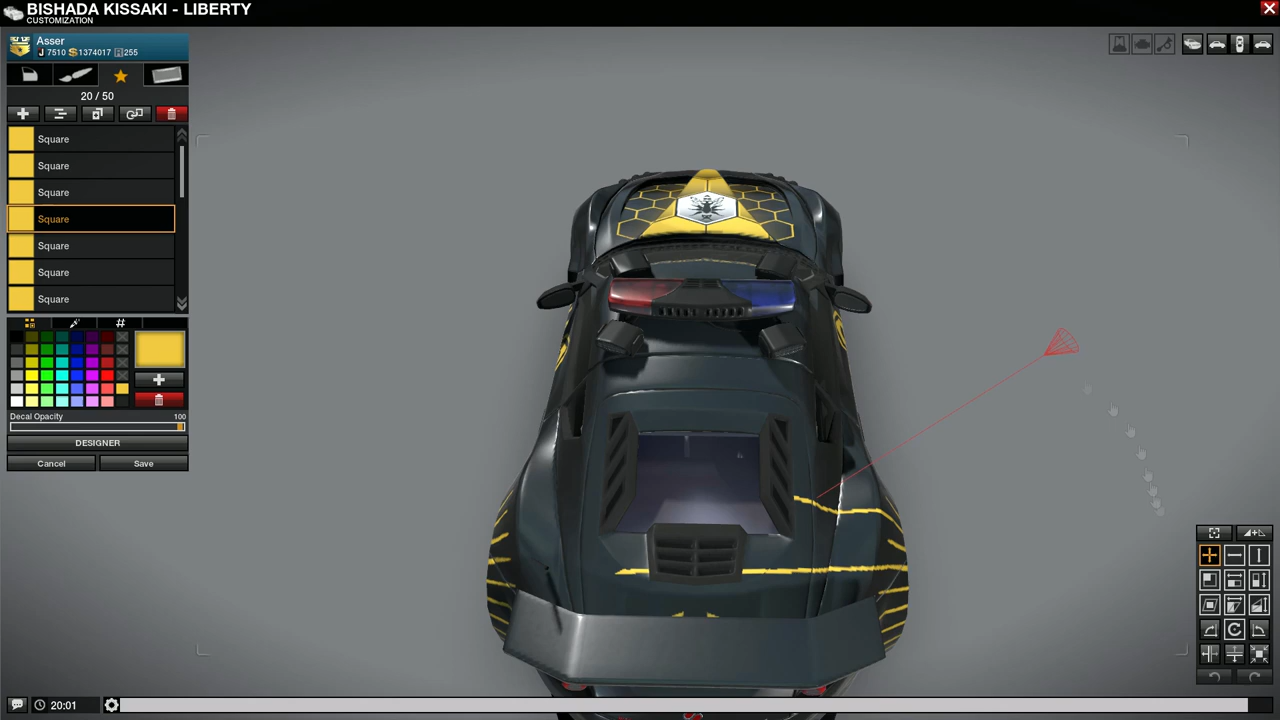 BISHADA KISSAKI - LIBERTY
CUSTOMIZATION
Asser
J 7510 $1374017 R 255
20 / 50
Square
Square
Square
Square
Square
Square
Square
#
Decal Opacity 100
DESIGNER
Cancel Save
20:01